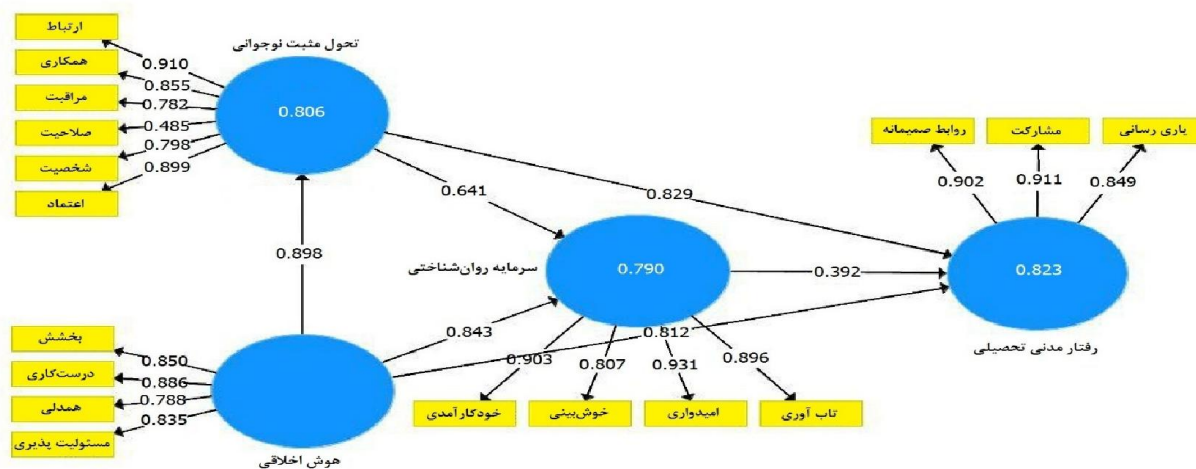 ارتباط
همکاری
مراقبت
صلاحیت
شخصیت
اعتماد
0.910
0.855
0.782
0.485
0.798
0.899
تحول مثبت نوجوانی
0.806
0.641
0.829
0.898
روابط صمیمانه
مشارکت
یاری رسانی
0.902
0.911
0.849
سرمایه روان‌شناختی
0.790
0.392
0.823
رفتار مدنی تحصیلی
0.843
0.812
بخشش
درست‌کاری
همدلی
مسئولیت پذیری
0.850
0.886
0.788
0.835
هوش اخلاقی
0.903
0.807
0.931
0.896
خودکارآمدی
خوش‌بینی
امیدواری
تاب آوری